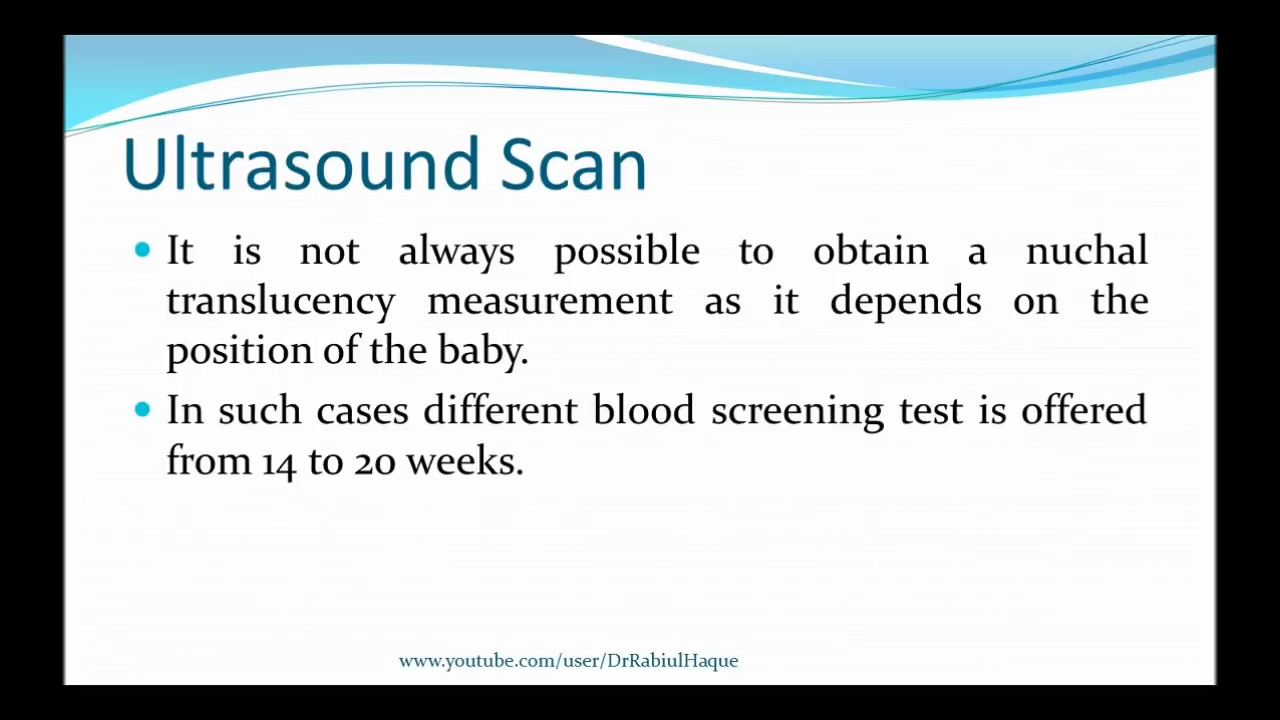 Ultrasound Scan
• It is not always possible to obtain a nuchal
translucency measurement as it depends on the
position of the baby.
• In such cases different blood screening test is offered
from 14 to 20 weeks.
www.youtube.com/user/DrRabiulHaque